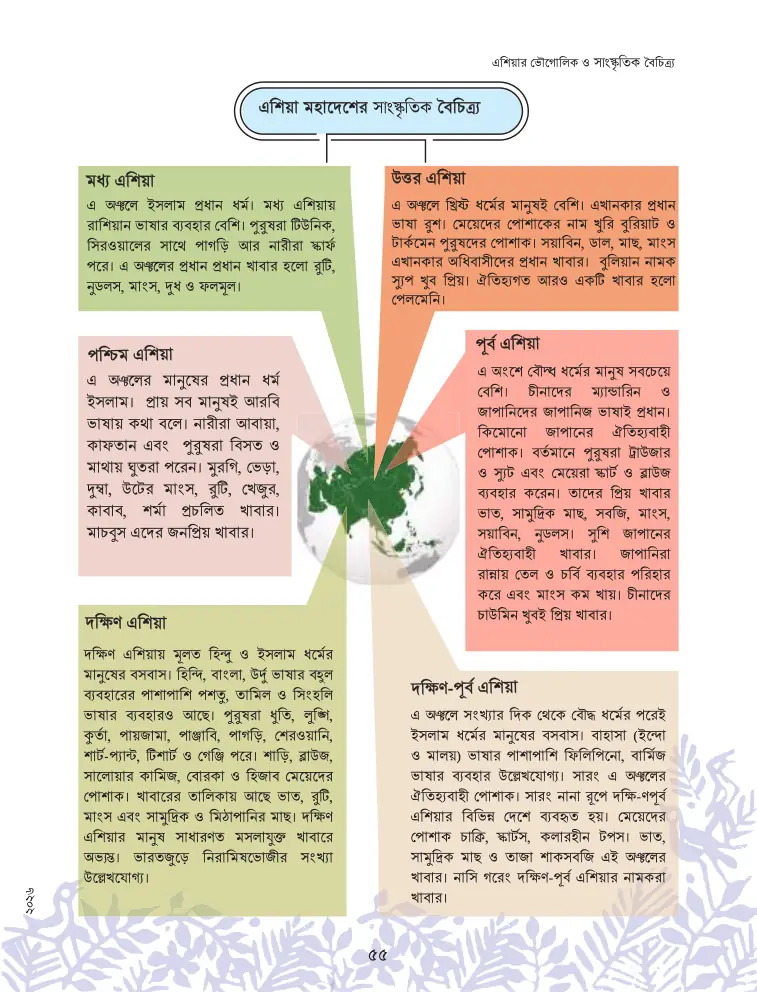 এশিয়ার ভৌগোলিক ও সাংস্কৃতিক বৈচিত্র্য
এশিয়া মহাদেশের সাংস্কৃতিক বৈচিত্র্য
মধ্য এশিয়া
এ অঞ্চলে ইসলাম প্রধান ধর্ম। মধ্য এশিয়ায়
রাশিয়ান ভাষার ব্যবহার বেশি। পুরুষরা টিউনিক,
সিরওয়ালের সাথে পাগড়ি আর নারীরা স্কার্ফ
পরে। এ অঞ্চলের প্রধান প্রধান খাবার হলো রুটি,
নুডলস, মাংস, দুধ ও ফলমূল।
উত্তর এশিয়া
এ অঞ্চলে খ্রিষ্ট ধর্মের মানুষই বেশি। এখানকার প্রধান
ভাষা রুশ। মেয়েদের পোশাকের নাম খুরি বুরিয়াট ও
টার্কমেন পুরুষদের পোশাক। সয়াবিন, ডাল, মাছ, মাংস
এখানকার অধিবাসীদের প্রধান খাবার। বুলিয়ান নামক
স্যুপ খুব প্রিয়। ঐতিহ্যগত আরও একটি খাবার হলো
পেলমেনি।
পশ্চিম এশিয়া
এ অঞ্চলের মানুষের প্রধান ধর্ম
ইসলাম। প্রায় সব মানুষই আরবি
ভাষায় কথা বলে। নারীরা আবায়া,
কাফতান এবং পুরুষরা বিসত ও
মাথায় ঘুতরা পরেন। মুরগি, ভেড়া,
দুম্বা, উটের মাংস, রুটি, খেজুর,
কাবাব, শর্মা প্রচলিত খাবার।
মাচবুস এদের জনপ্রিয় খাবার।
পূর্ব এশিয়া
এ অংশে বৌদ্ধ ধর্মের মানুষ সবচেয়ে
বেশি। চীনাদের ম্যান্ডারিন ও
জাপানিদের জাপানিজ ভাষাই প্রধান।
কিমোনো জাপানের ঐতিহ্যবাহী
পোশাক। বর্তমানে পুরুষরা ট্রাউজার
ও স্যুট এবং মেয়েরা স্কার্ট ও ব্লাউজ
ব্যবহার করেন। তাদের প্রিয় খাবার
ভাত, সামুদ্রিক মাছ, সবজি, মাংস,
সয়াবিন, নুডলস। সুশি জাপানের
ঐতিহ্যবাহী খাবার। জাপানিরা
রান্নায় তেল ও চর্বি ব্যবহার পরিহার
করে এবং মাংস কম খায়। চীনাদের
চাউমিন খুবই প্রিয় খাবার।
দক্ষিণ এশিয়া
দক্ষিণ এশিয়ায় মূলত হিন্দু ও ইসলাম ধর্মের
মানুষের বসবাস। হিন্দি, বাংলা, উর্দু ভাষার বহুল
ব্যবহারের পাশাপাশি পশতু, তামিল ও সিংহলি
ভাষার ব্যবহারও আছে। পুরুষরা ধুতি, লুঙ্গি,
কুর্তা, পায়জামা, পাঞ্জাবি, পাগড়ি, শেরওয়ানি,
শার্ট-প্যান্ট, টিশার্ট ও গেঞ্জি পরে। শাড়ি, ব্লাউজ,
সালোয়ার কামিজ, বোরকা ও হিজাব মেয়েদের
পোশাক। খাবারের তালিকায় আছে ভাত, রুটি,
মাংস এবং সামুদ্রিক ও মিঠাপানির মাছ। দক্ষিণ
এশিয়ার মানুষ সাধারণত মসলাযুক্ত খাবারে
অভ্যস্ত। ভারতজুড়ে নিরামিষভোজীর সংখ্যা
উল্লেখযোগ্য।
দক্ষিণ-পূর্ব এশিয়া
এ অঞ্চলে সংখ্যার দিক থেকে বৌদ্ধ ধর্মের পরেই
ইসলাম ধর্মের মানুষের বসবাস। বাহাসা (ইন্দো
ও মালয়) ভাষার পাশাপাশি ফিলিপিনো, বার্মিজ
ভাষার ব্যবহার উল্লেখযোগ্য। সারং এ অঞ্চলের
ঐতিহ্যবাহী পোশাক। সারং নানা রূপে দক্ষি-ণপূর্ব
এশিয়ার বিভিন্ন দেশে ব্যবহৃত হয়। মেয়েদের
পোশাক চাক্রি, স্কার্টস, কলারহীন টপস। ভাত,
সামুদ্রিক মাছ ও তাজা শাকসবজি এই অঞ্চলের
খাবার। নাসি গরেং দক্ষিণ-পূর্ব এশিয়ার নামকরা
খাবার।
২০২৬
৫৫